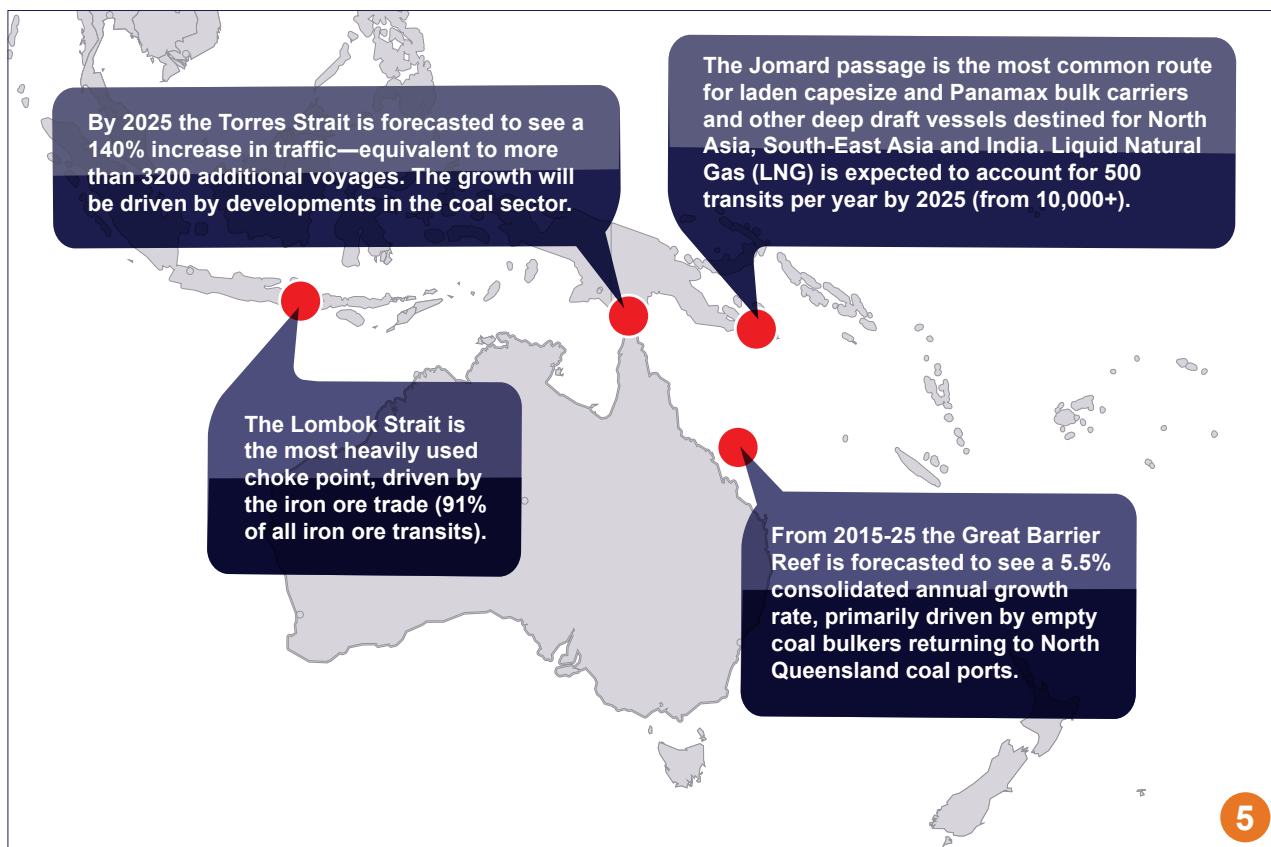 By 2025 the Torres Strait is forecasted to see a
140% increase in traffic—equivalent to more
than 3200 additional voyages. The growth will
be driven by developments in the coal sector.
The Jomard passage is the most common route
for laden capesize and Panamax bulk carriers
and other deep draft vessels destined for North
Asia, South-East Asia and India. Liquid Natural
Gas (LNG) is expected to account for 500
transits per year by 2025 (from 10,000+).
The Lombok Strait is
the most heavily used
choke point, driven by
the iron ore trade (91%
of all iron ore transits).
From 2015-25 the Great Barrier
Reef is forecasted to see a 5.5%
consolidated annual growth
rate, primarily driven by empty
coal bulkers returning to North
Queensland coal ports.
5